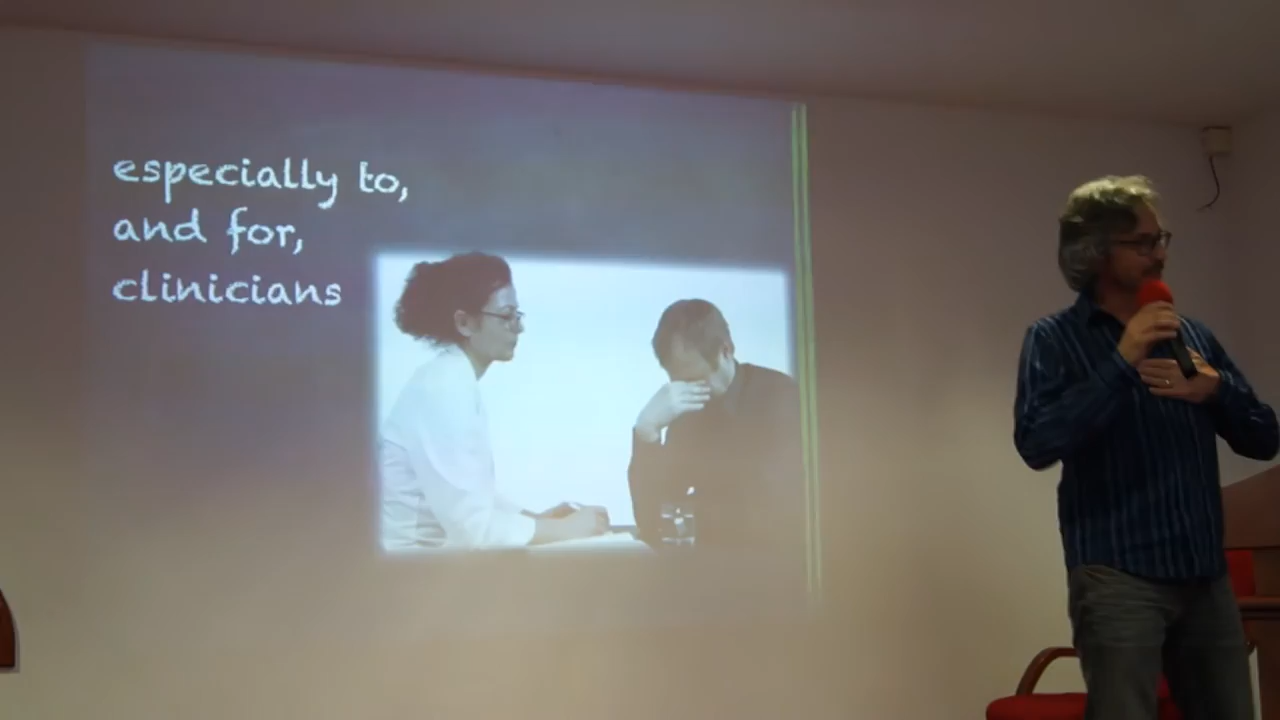 especially to,
and for,
clinicians